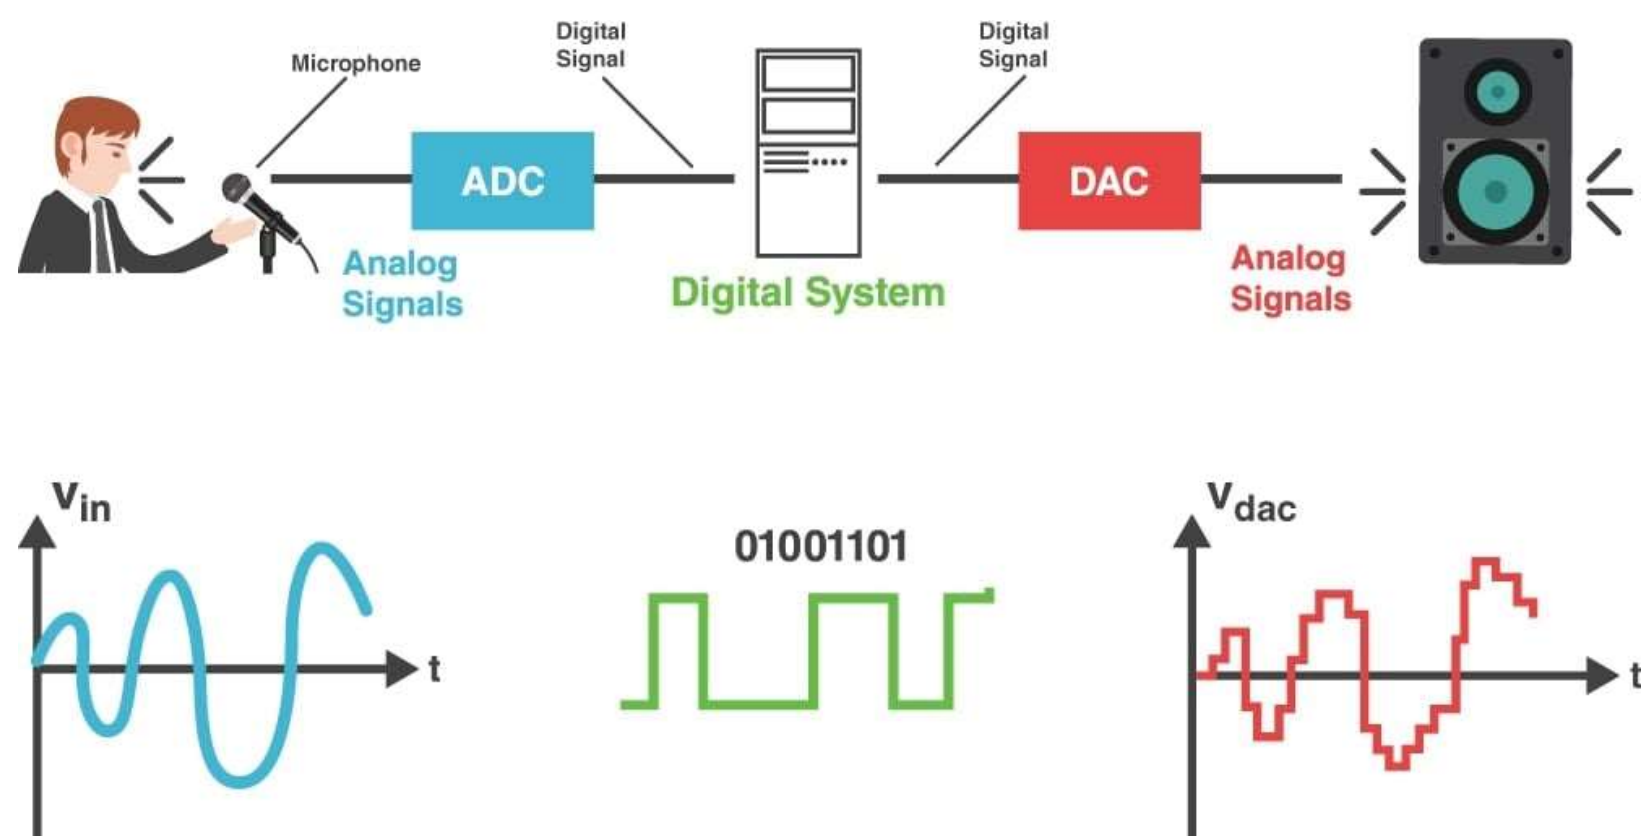 Microphone
Digital
Signal
Digital
Signal
ADC
DAC
Analog
Signals
Digital System
Analog
Signals
Vin
t
01001101
Vdac
t